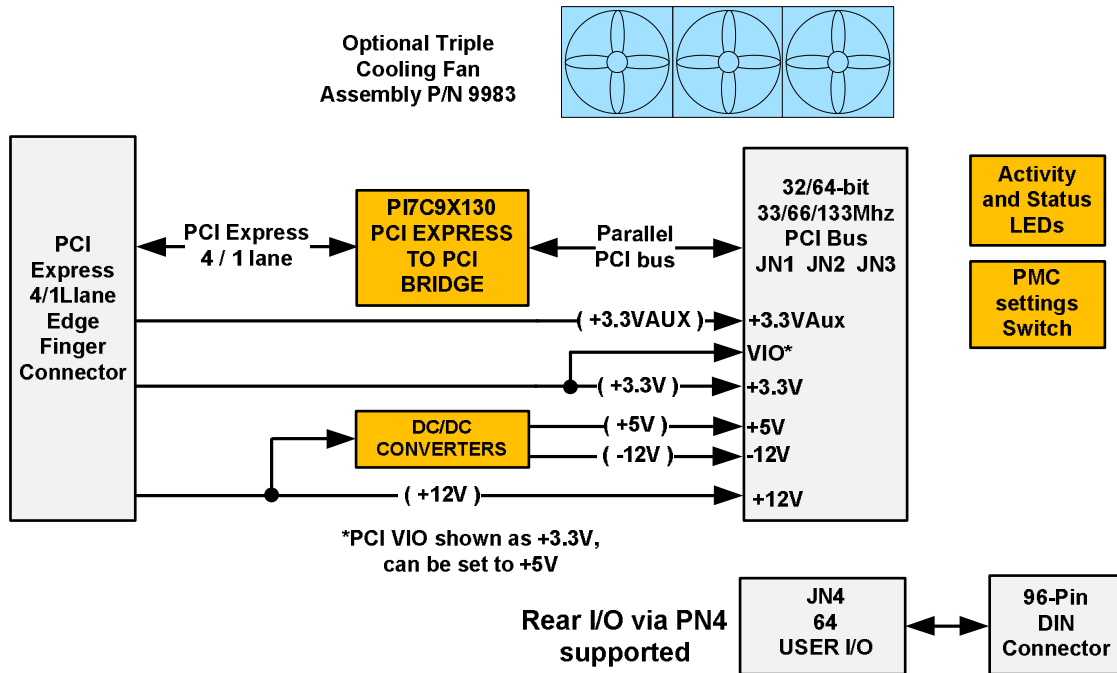 Optional Triple
Cooling Fan
Assembly P/N 9983
PCI
Express
4/1Llane
Edge
Finger
Connector
PCI Express
4 / 1 lane
PI7C9X130
PCI EXPRESS
TO PCI
BRIDGE
Parallel
PCI bus
32/64-bit
33/66/133Mhz
PCI Bus
JN1 JN2 JN3
Activity
and Status
LEDs
PMC
settings
Switch
( +3.3VAUX )
+3.3VAux
VIO*
( +3.3V )
+3.3V
DC/DC
CONVERTERS
( +5V )
+5V
( -12V )
-12V
( +12V )
+12V
*PCI VIO shown as +3.3V,
can be set to +5V
Rear I/O via PN4
supported
JN4
64
USER I/O
96-Pin
DIN
Connector